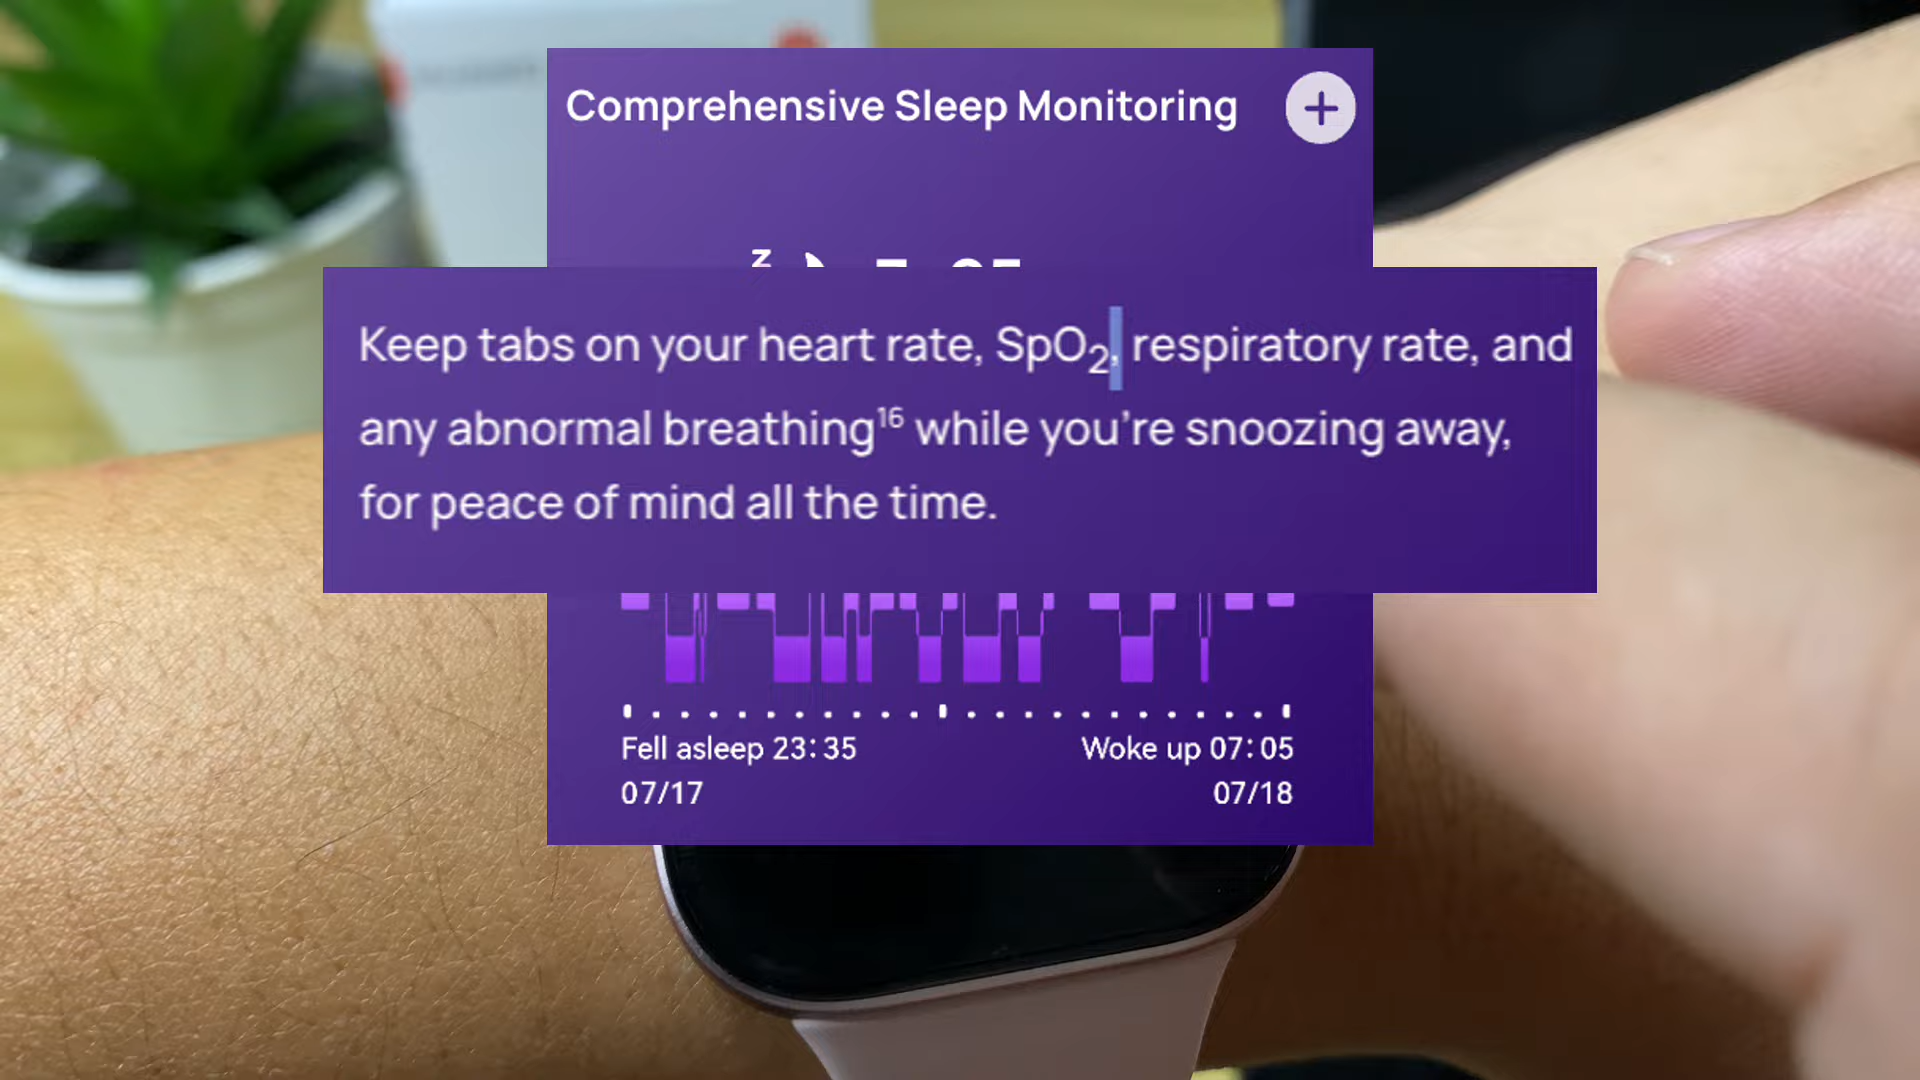 Comprehensive Sleep Monitoring
Keep tabs on your heart rate, SpO₂, respiratory rate, and
any abnormal breathing¹⁶ while you’re snoozing away,
for peace of mind all the time.
Fell asleep 23:35
Woke up 07:05
07/17
07/18